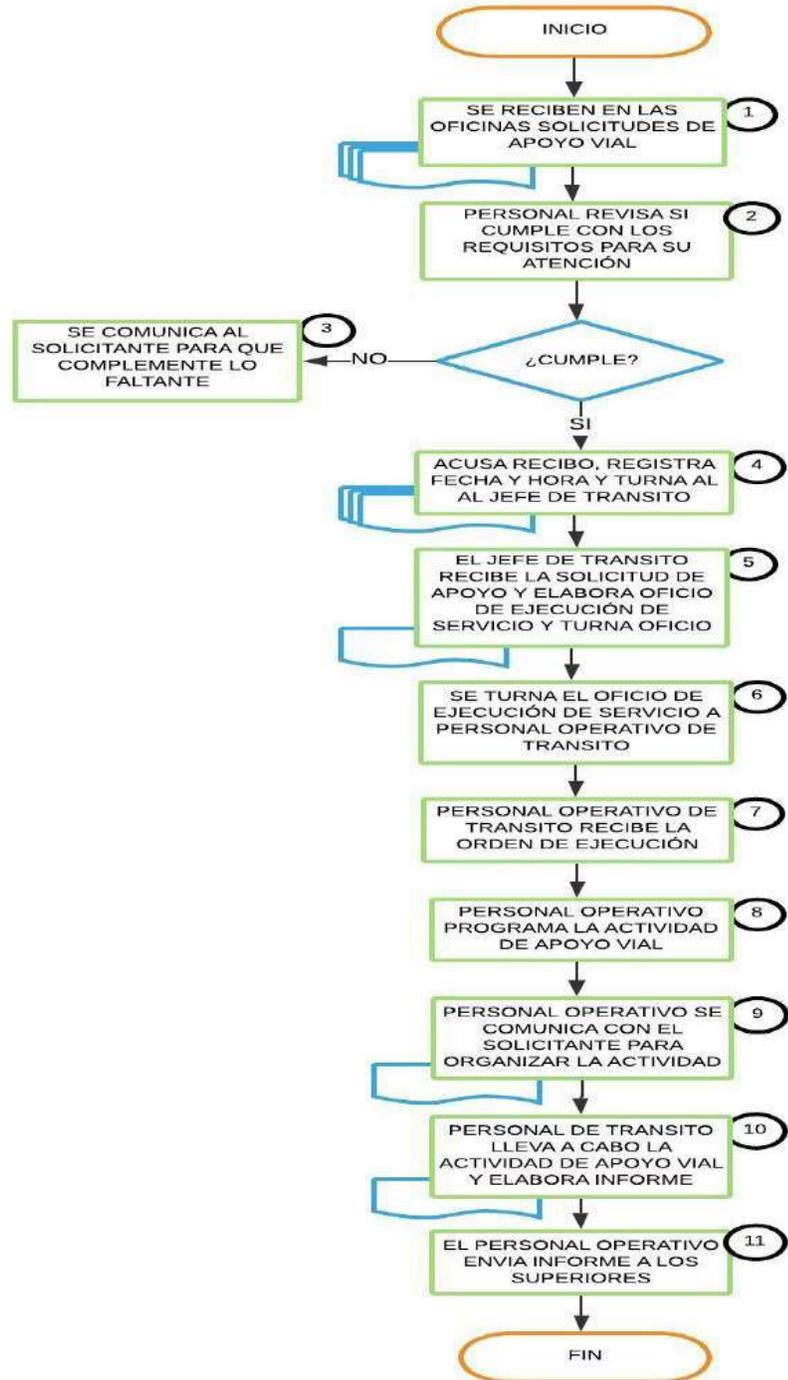 INICIO
1
SE RECIBEN EN LAS
OFICINAS SOLICITUDES DE
APOYO VIAL
2
PERSONAL REVISA SI
CUMPLE CON LOS
REQUISITOS PARA SU
ATENCIÓN
¿CUMPLE?
NO
3
SE COMUNICA AL
SOLICITANTE PARA QUE
COMPLEMENTE LO
FALTANTE
SI
4
ACUSA RECIBO, REGISTRA
FECHA Y HORA Y TURNA AL
AL JEFE DE TRANSITO
5
EL JEFE DE TRANSITO
RECIBE LA SOLICITUD DE
APOYO Y ELABORA OFICIO
DE EJECUCIÓN DE
SERVICIO Y TURNA OFICIO
6
SE TURNA EL OFICIO DE
EJECUCIÓN DE SERVICIO A
PERSONAL OPERATIVO DE
TRANSITO
7
PERSONAL OPERATIVO DE
TRANSITO RECIBE LA
ORDEN DE EJECUCIÓN
8
PERSONAL OPERATIVO
PROGRAMA LA ACTIVIDAD
DE APOYO VIAL
9
PERSONAL OPERATIVO SE
COMUNICA CON EL
SOLICITANTE PARA
ORGANIZAR LA ACTIVIDAD
10
PERSONAL DE TRANSITO
LLEVA A CABO LA
ACTIVIDAD DE APOYO VIAL
Y ELABORA INFORME
11
EL PERSONAL OPERATIVO
ENVIA INFORME A LOS
SUPERIORES
FIN